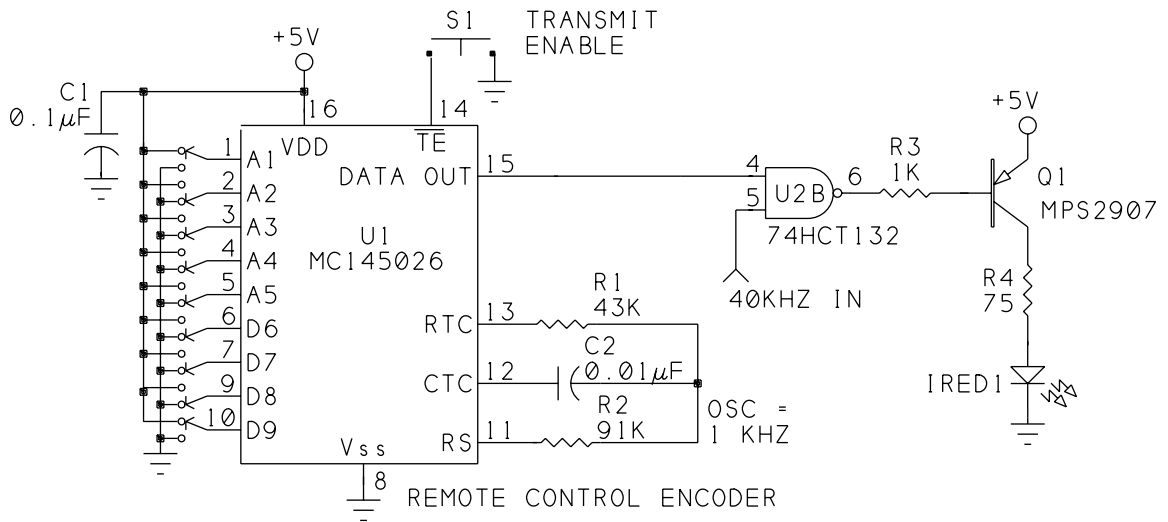 S1 TRANSMIT
ENABLE
+5V
C1
0.1µF
16
14
VDD
TE
1 A1
2 A2
3 A3
4 A4
5 A5
6 D6
7 D7
9 D8
10 D9
DATA OUT 15
U1
MC145026
RTC 13
CTC 12
RS 11
Vss
8
R1
43K
C2
0.01µF
R2
91K
OSC =
1 KHZ
4
5
U2B
6
74HCT132
40KHZ IN
R3
1K
+5V
Q1
MPS2907
R4
75
IRED1
REMOTE CONTROL ENCODER